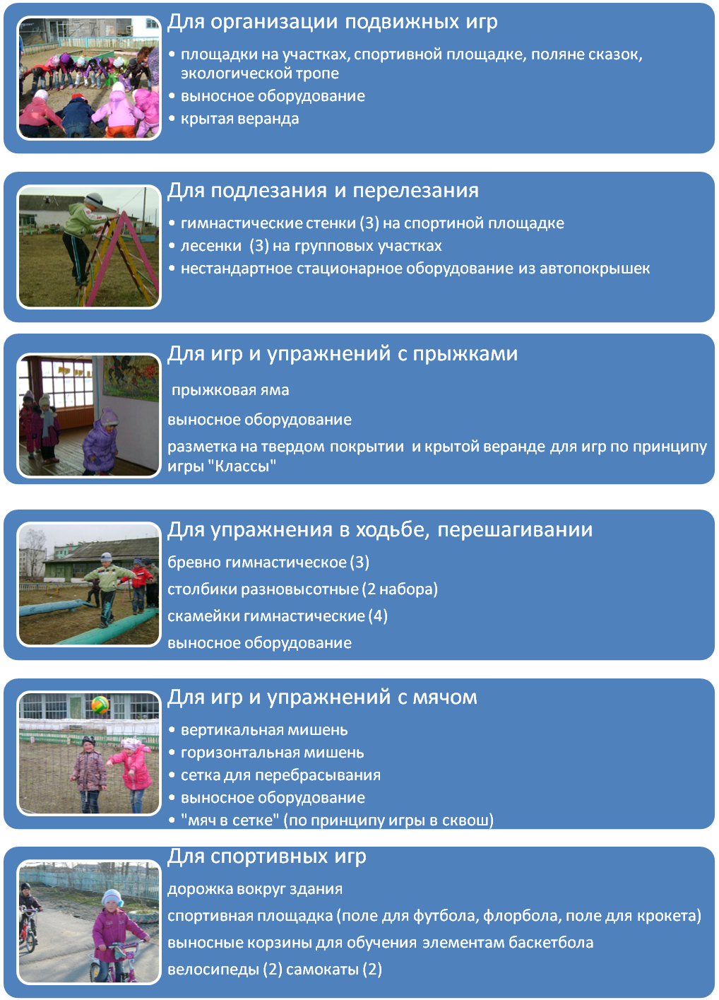 Для организации подвижных игр
• площадки на участках, спортивной площадке, поляне сказок,
экологической тропе
• выносное оборудование
• крытая веранда
Для подлезания и перелезания
• гимнастические стенки (3) на спортиной площадке
• лесенки  (3) на групповых участках
• нестандартное стационарное оборудование из автопокрышек
Для игр и упражнений с прыжками
прыжковая яма
выносное оборудование
разметка на твердом покрытии  и крытой веранде для игр по принципу
игры "Классы"
Для упражнения в ходьбе, перешагивании
бревно гимнастическое (3)
столбики разновысотные (2 набора)
скамейки гимнастические (4)
выносное оборудование
Для игр и упражнений с мячом
• вертикальная мишень
• горизонтальная мишень
• сетка для перебрасывания
• выносное оборудование
• "мяч в сетке" (по принципу игры в сквош)
Для спортивных игр
дорожка вокруг здания
спортивная площадка (поле для футбола, флорбола, поле для крокета)
выносные корзины для обучения элементам баскетбола
велосипеды (2) самокаты (2)